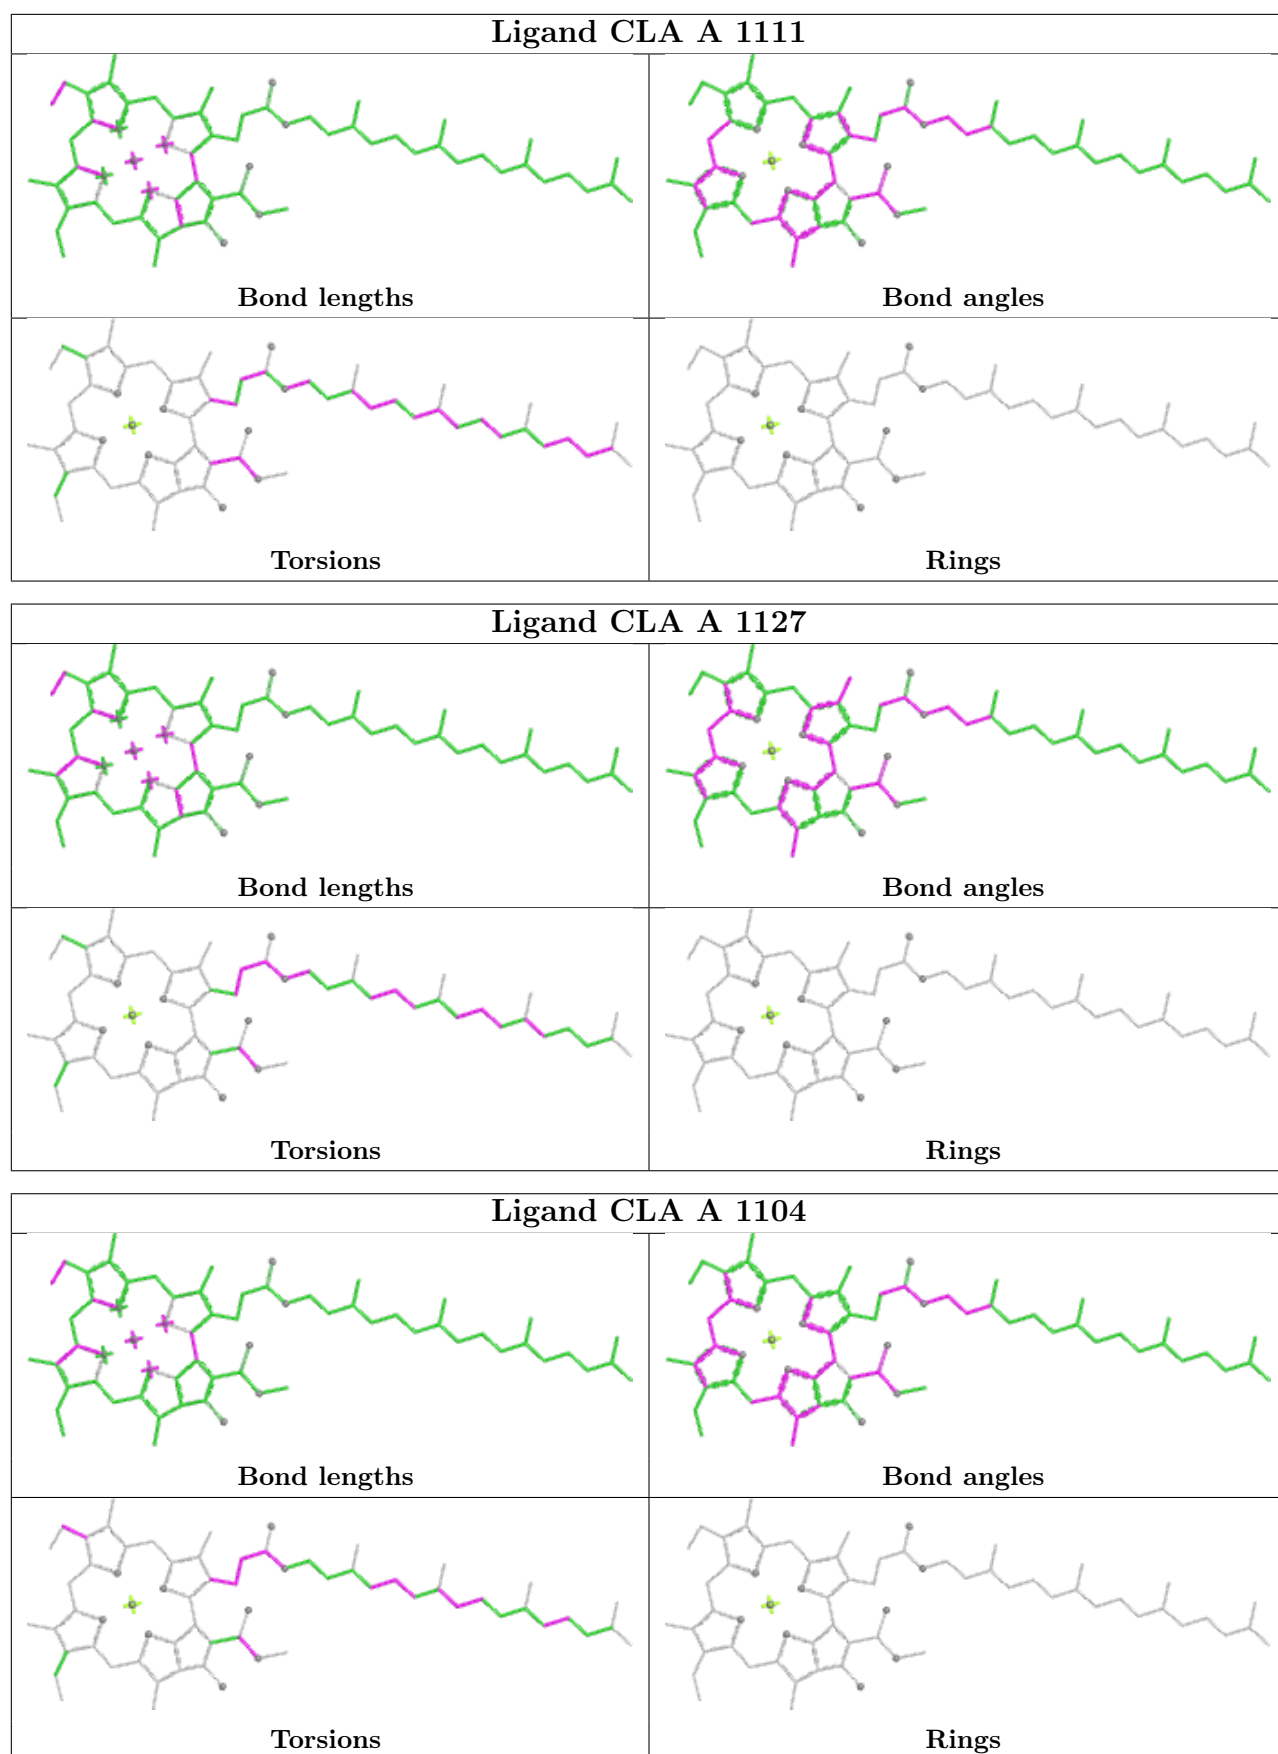 Ligand CLA A 1111
Bond lengths
Bond angles
Torsions
Rings
Ligand CLA A 1127
Bond lengths
Bond angles
Torsions
Rings
Ligand CLA A 1104
Bond lengths
Bond angles
Torsions
Rings